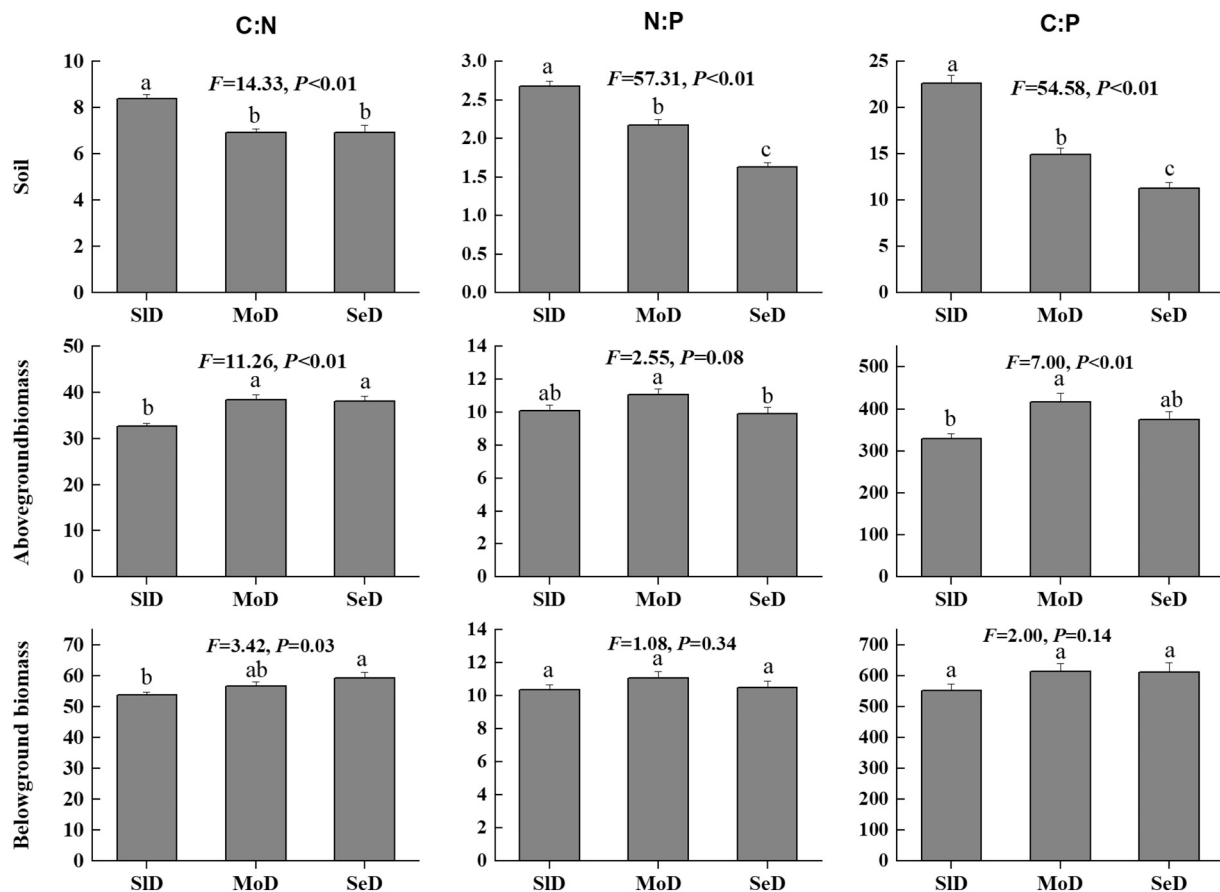 C:N N:P C:P
Soil
10
8
6
4
2
0
a
b
b
F=14.33, P<0.01
SlD MoD SeD
3.0
2.5
2.0
1.5
1.0
0.5
0.0
a
b
c
F=57.31, P<0.01
SlD MoD SeD
25
20
15
10
5
0
a
b
c
F=54.58, P<0.01
SlD MoD SeD
Abovegroundbiomass
50
40
30
20
10
0
F=11.26, P<0.01
b
a
a
SlD MoD SeD
14
12
10
8
6
4
2
0
F=2.55, P=0.08
ab
a
b
SlD MoD SeD
500
400
300
200
100
0
F=7.00, P<0.01
b
a
ab
SlD MoD SeD
Belowground biomass
70
60
50
40
30
20
10
0
F=3.42, P=0.03
b
ab
a
SlD MoD SeD
14
12
10
8
6
4
2
0
F=1.08, P=0.34
a
a
a
SlD MoD SeD
700
600
500
400
300
200
100
0
F=2.00, P=0.14
a
a
a
SlD MoD SeD